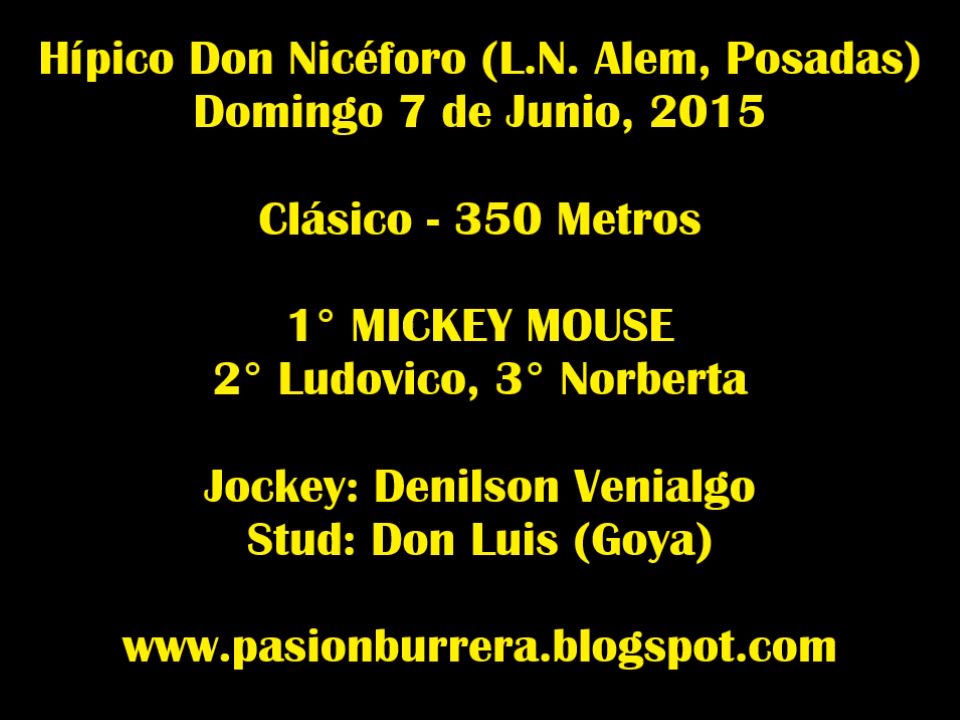 Hípico Don Nicéforo (L.N. Alem, Posadas)
Domingo 7 de Junio, 2015
Clásico - 350 Metros
1° MICKEY MOUSE
2° Ludovico, 3° Norberta
Jockey: Denilson Venialgo
Stud: Don Luis (Goya)
www.pasionburrera.blogspot.com